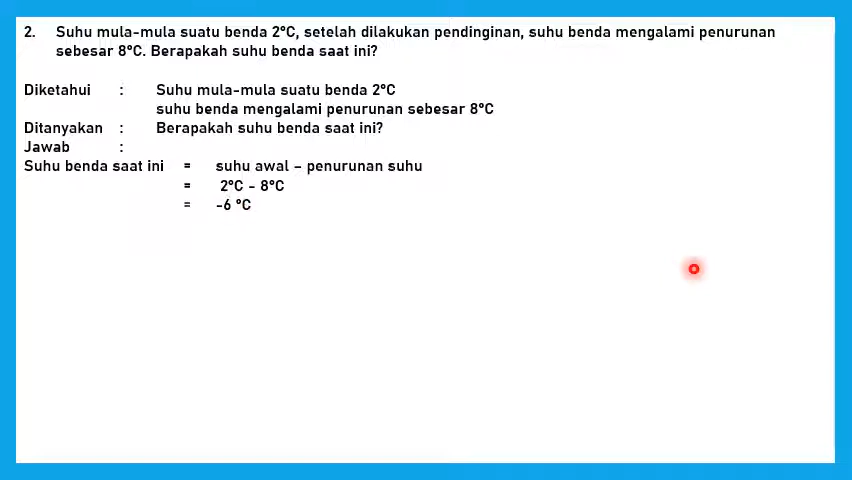 2. Suhu mula-mula suatu benda 2°C, setelah dilakukan pendinginan, suhu benda mengalami penurunan
sebesar 8°C. Berapakah suhu benda saat ini?
Diketahui : Suhu mula-mula suatu benda 2°C
suhu benda mengalami penurunan sebesar 8°C
Ditanyakan : Berapakah suhu benda saat ini?
Jawab :
Suhu benda saat ini = suhu awal – penurunan suhu
= 2°C - 8°C
= -6 °C